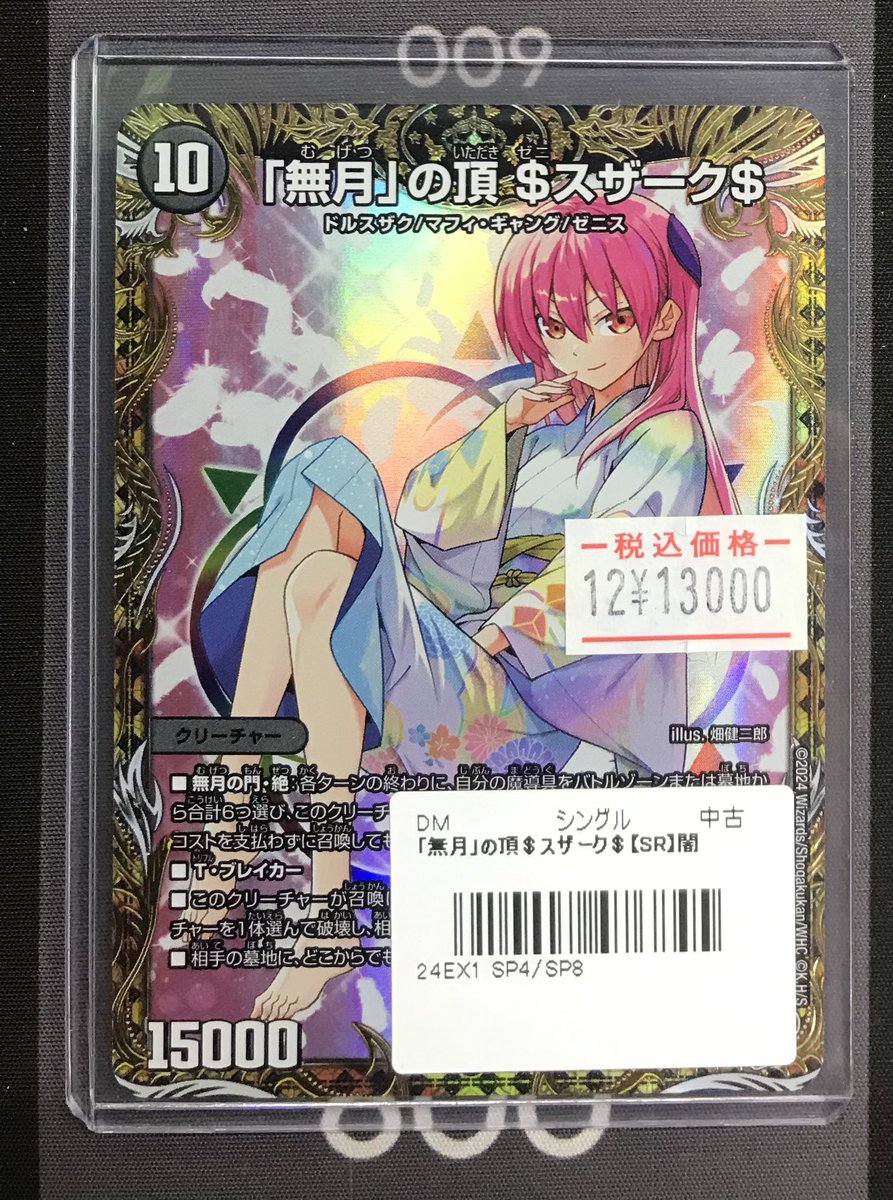 009
10
「無月」の頂 $スザーク$
むげつ いただき ゼニ
ドルスザク/マフィ・ギャング/ゼニス
税込価格
12¥13000
クリーチャー
illus. 畑健三郎
■無月の門・絶:各ターンの終わりに、自分の魔導具をバトルゾーンまたは墓地か
ら合計6つ選び、このクリーチ
コストを支払わずに召喚しても
■T・ブレイカー
■このクリーチャーが召喚に
チャーを1体選んで破壊し、相
■相手の墓地に、どこからでも
15000
DM シングル 中古
「無月」の頂$スザーク$【SR】闇
24EX1 SP4/SP8
©2024 Wizards/Shogakukan/WHC ©K.H/S